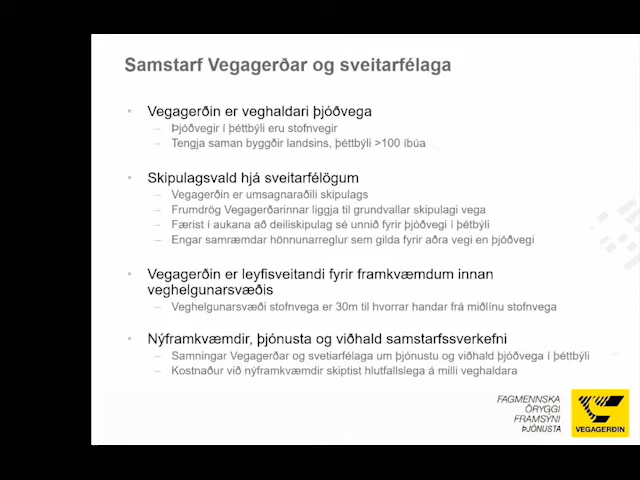 Samstarf Vegagerðar og sveitarfélaga
• Vegagerðin er veghaldari þjóðvega
– Þjóðvegir í þéttbýli eru stofnvegir
– Tengja saman byggðir landsins, þéttbýli >100 íbúa
• Skipulagsvald hjá sveitarfélögum
– Vegagerðin er umsagnaraðili skipulags
– Frumdrög Vegagerðarinnar liggja til grundvallar skipulagi vega
– Færist í aukana að deiliskipulag sé unnið fyrir þjóðvegi í þétbýli
– Engar samræmdar hönnunarreglur sem gilda fyrir aðra vegi en þjóðvegi
• Vegagerðin er leyfisveitandi fyrir framkvæmdum innan
veghelgunarsvæðis
– Veghelgunarsvæði stofnvega er 30m til hvorrar handar frá miðlínu stofnvega
• Nýframkvæmdir, þjónusta og viðhald samstarfssverkefni
– Samningar Vegagerðar og svetiarfélaga um þjónustu og viðhald þjóðvega í þéttbýli
– Kostnaður við nýframkvæmdir skiptist hlutfallslega á milli veghaldara
FAGMENNSKA
ÖRYGGI
FRAMSÝNI
ÞJÓNUSTA
VEGAGERÐIN